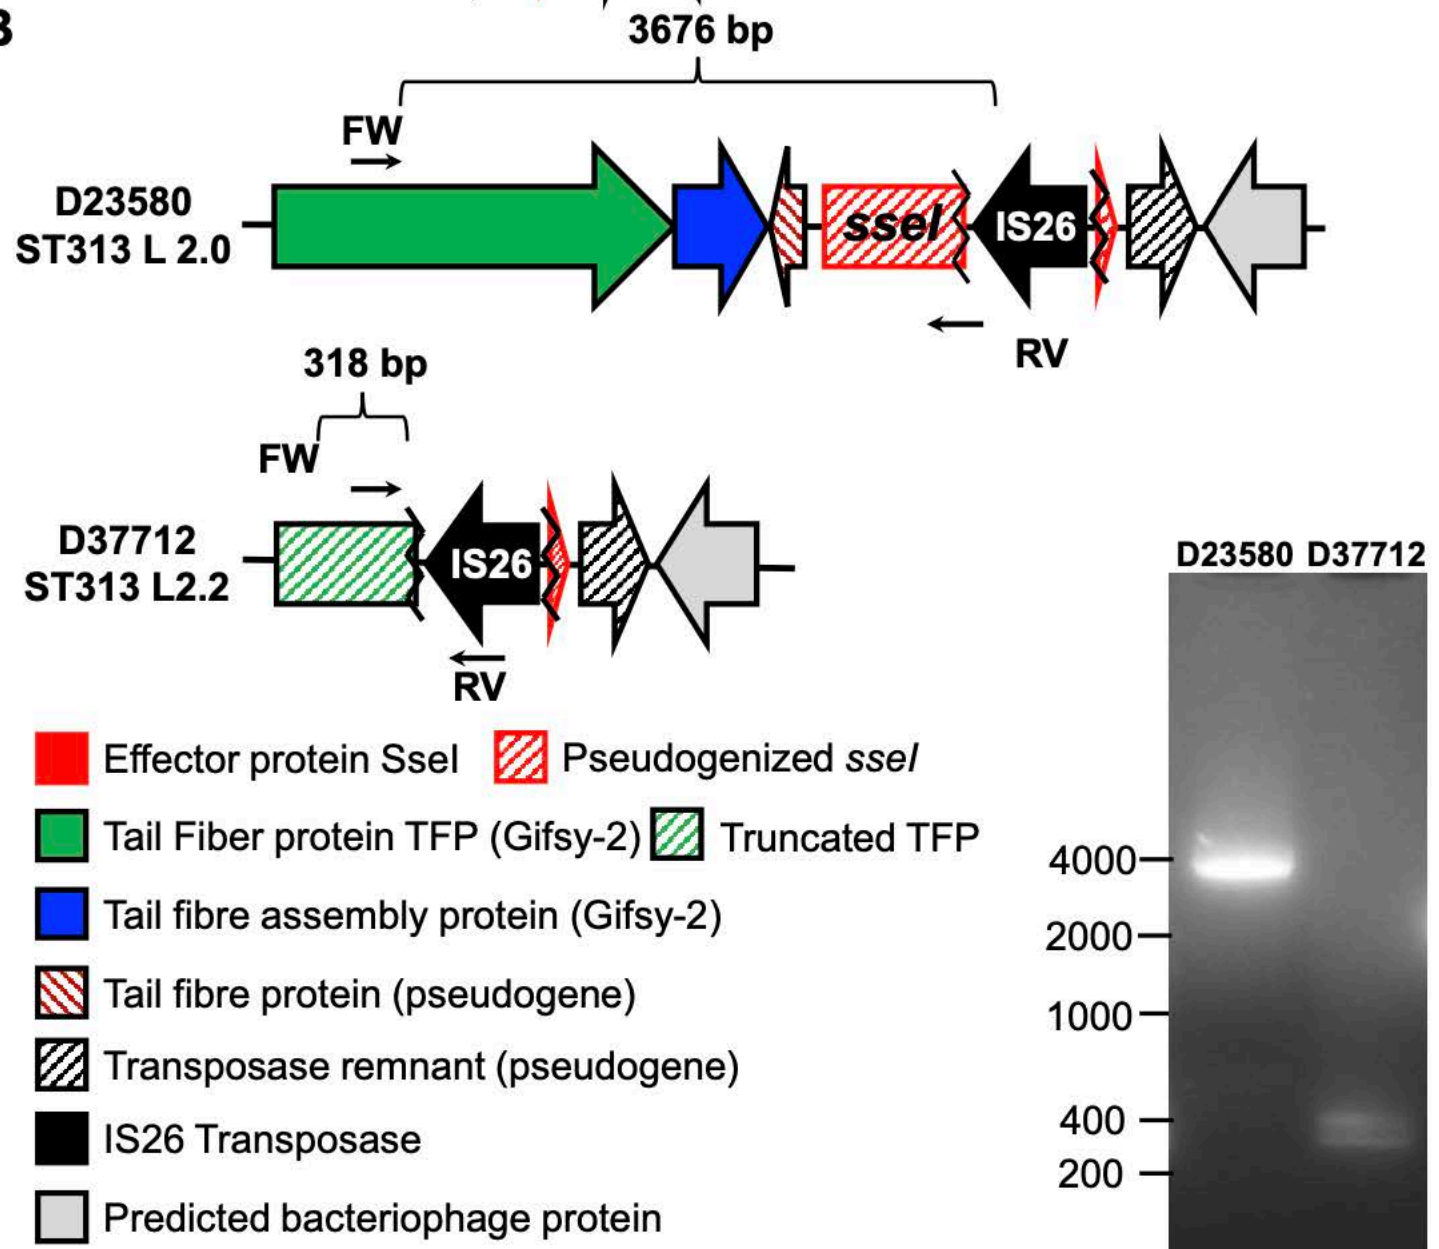 B
3676 bp
FW
D23580
ST313 L 2.0
sseI
IS26
RV
318 bp
FW
D37712
ST313 L2.2
IS26
RV
D23580 D37712
Effector protein SseI
Pseudogenized sseI
Tail Fiber protein TFP (Gifsy-2)
Truncated TFP
Tail fibre assembly protein (Gifsy-2)
Tail fibre protein (pseudogene)
Transposase remnant (pseudogene)
IS26 Transposase
Predicted bacteriophage protein
4000
2000
1000
400
200